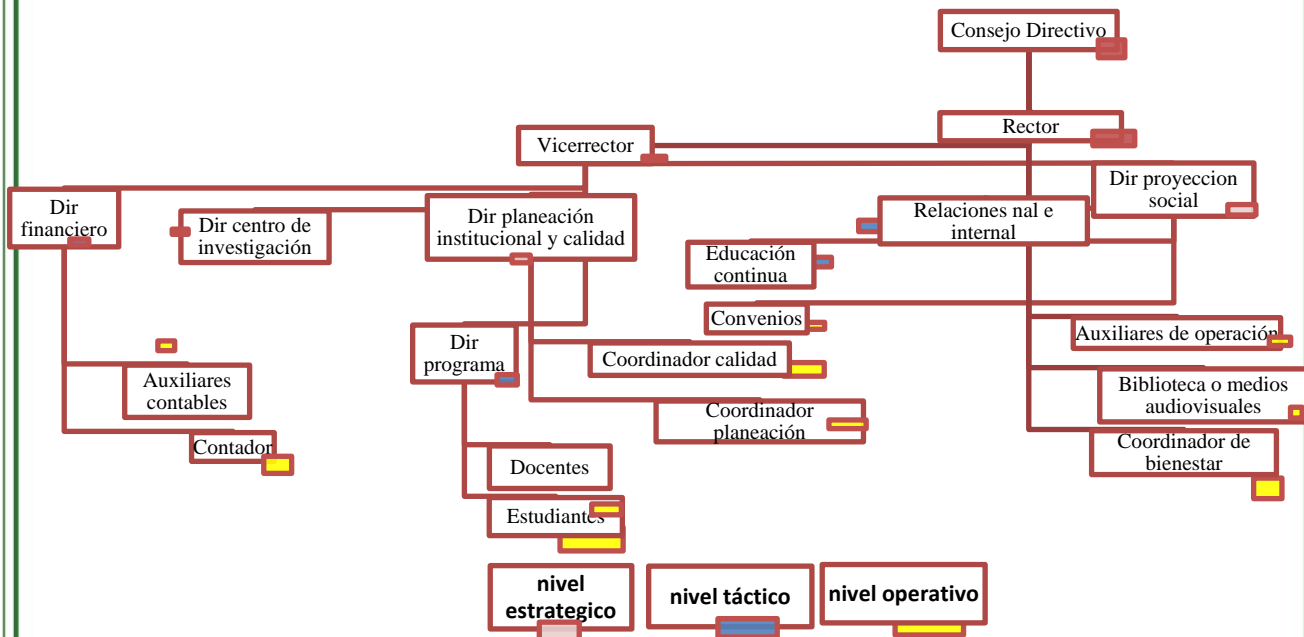 Consejo Directivo
Rector
Vicerrector
Dir proyeccion
social
Dir
financiero
Dir centro de
investigación
Dir planeación
institucional y calidad
Relaciones nal e
internal
Educación
continua
Convenios
Auxiliares de operación
Dir
programa
Coordinador calidad
Auxiliares
contables
Biblioteca o medios
audiovisuales
Coordinador
planeación
Contador
Coordinador de
bienestar
Docentes
Estudiantes
nivel
estrategico
nivel táctico
nivel operativo